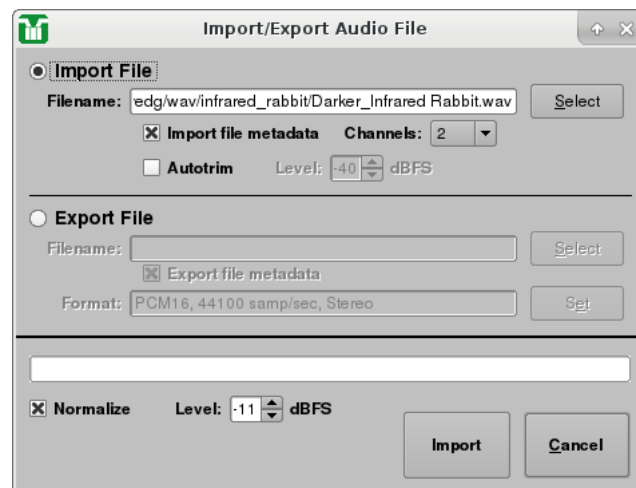 Import/Export Audio File
Import File
Filename: edg/wav/infrared_rabbit/Darker_Infrared Rabbit.wav Select
Import file metadata Channels: 2
Autotrim Level: -40 dBFS
Export File
Filename: Select
Export file metadata
Format: PCM16, 44100 samp/sec, Stereo Set
Normalize Level: -11 dBFS
Import Cancel